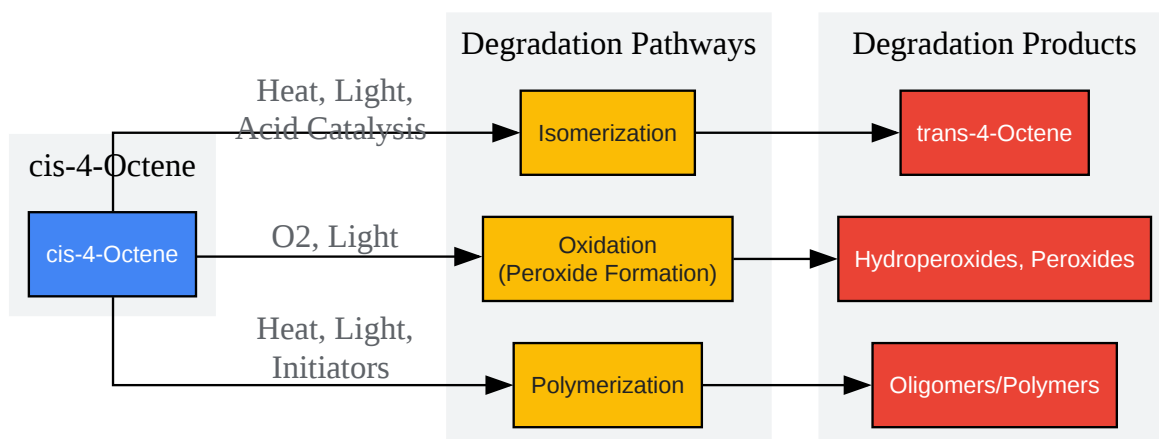 Degradation Pathways
Degradation Products
Heat, Light,
Acid Catalysis
Isomerization
trans-4-Octene
cis-4-Octene
cis-4-Octene
O2, Light
Oxidation
(Peroxide Formation)
Hydroperoxides, Peroxides
Heat, Light,
Initiators
Polymerization
Oligomers/Polymers